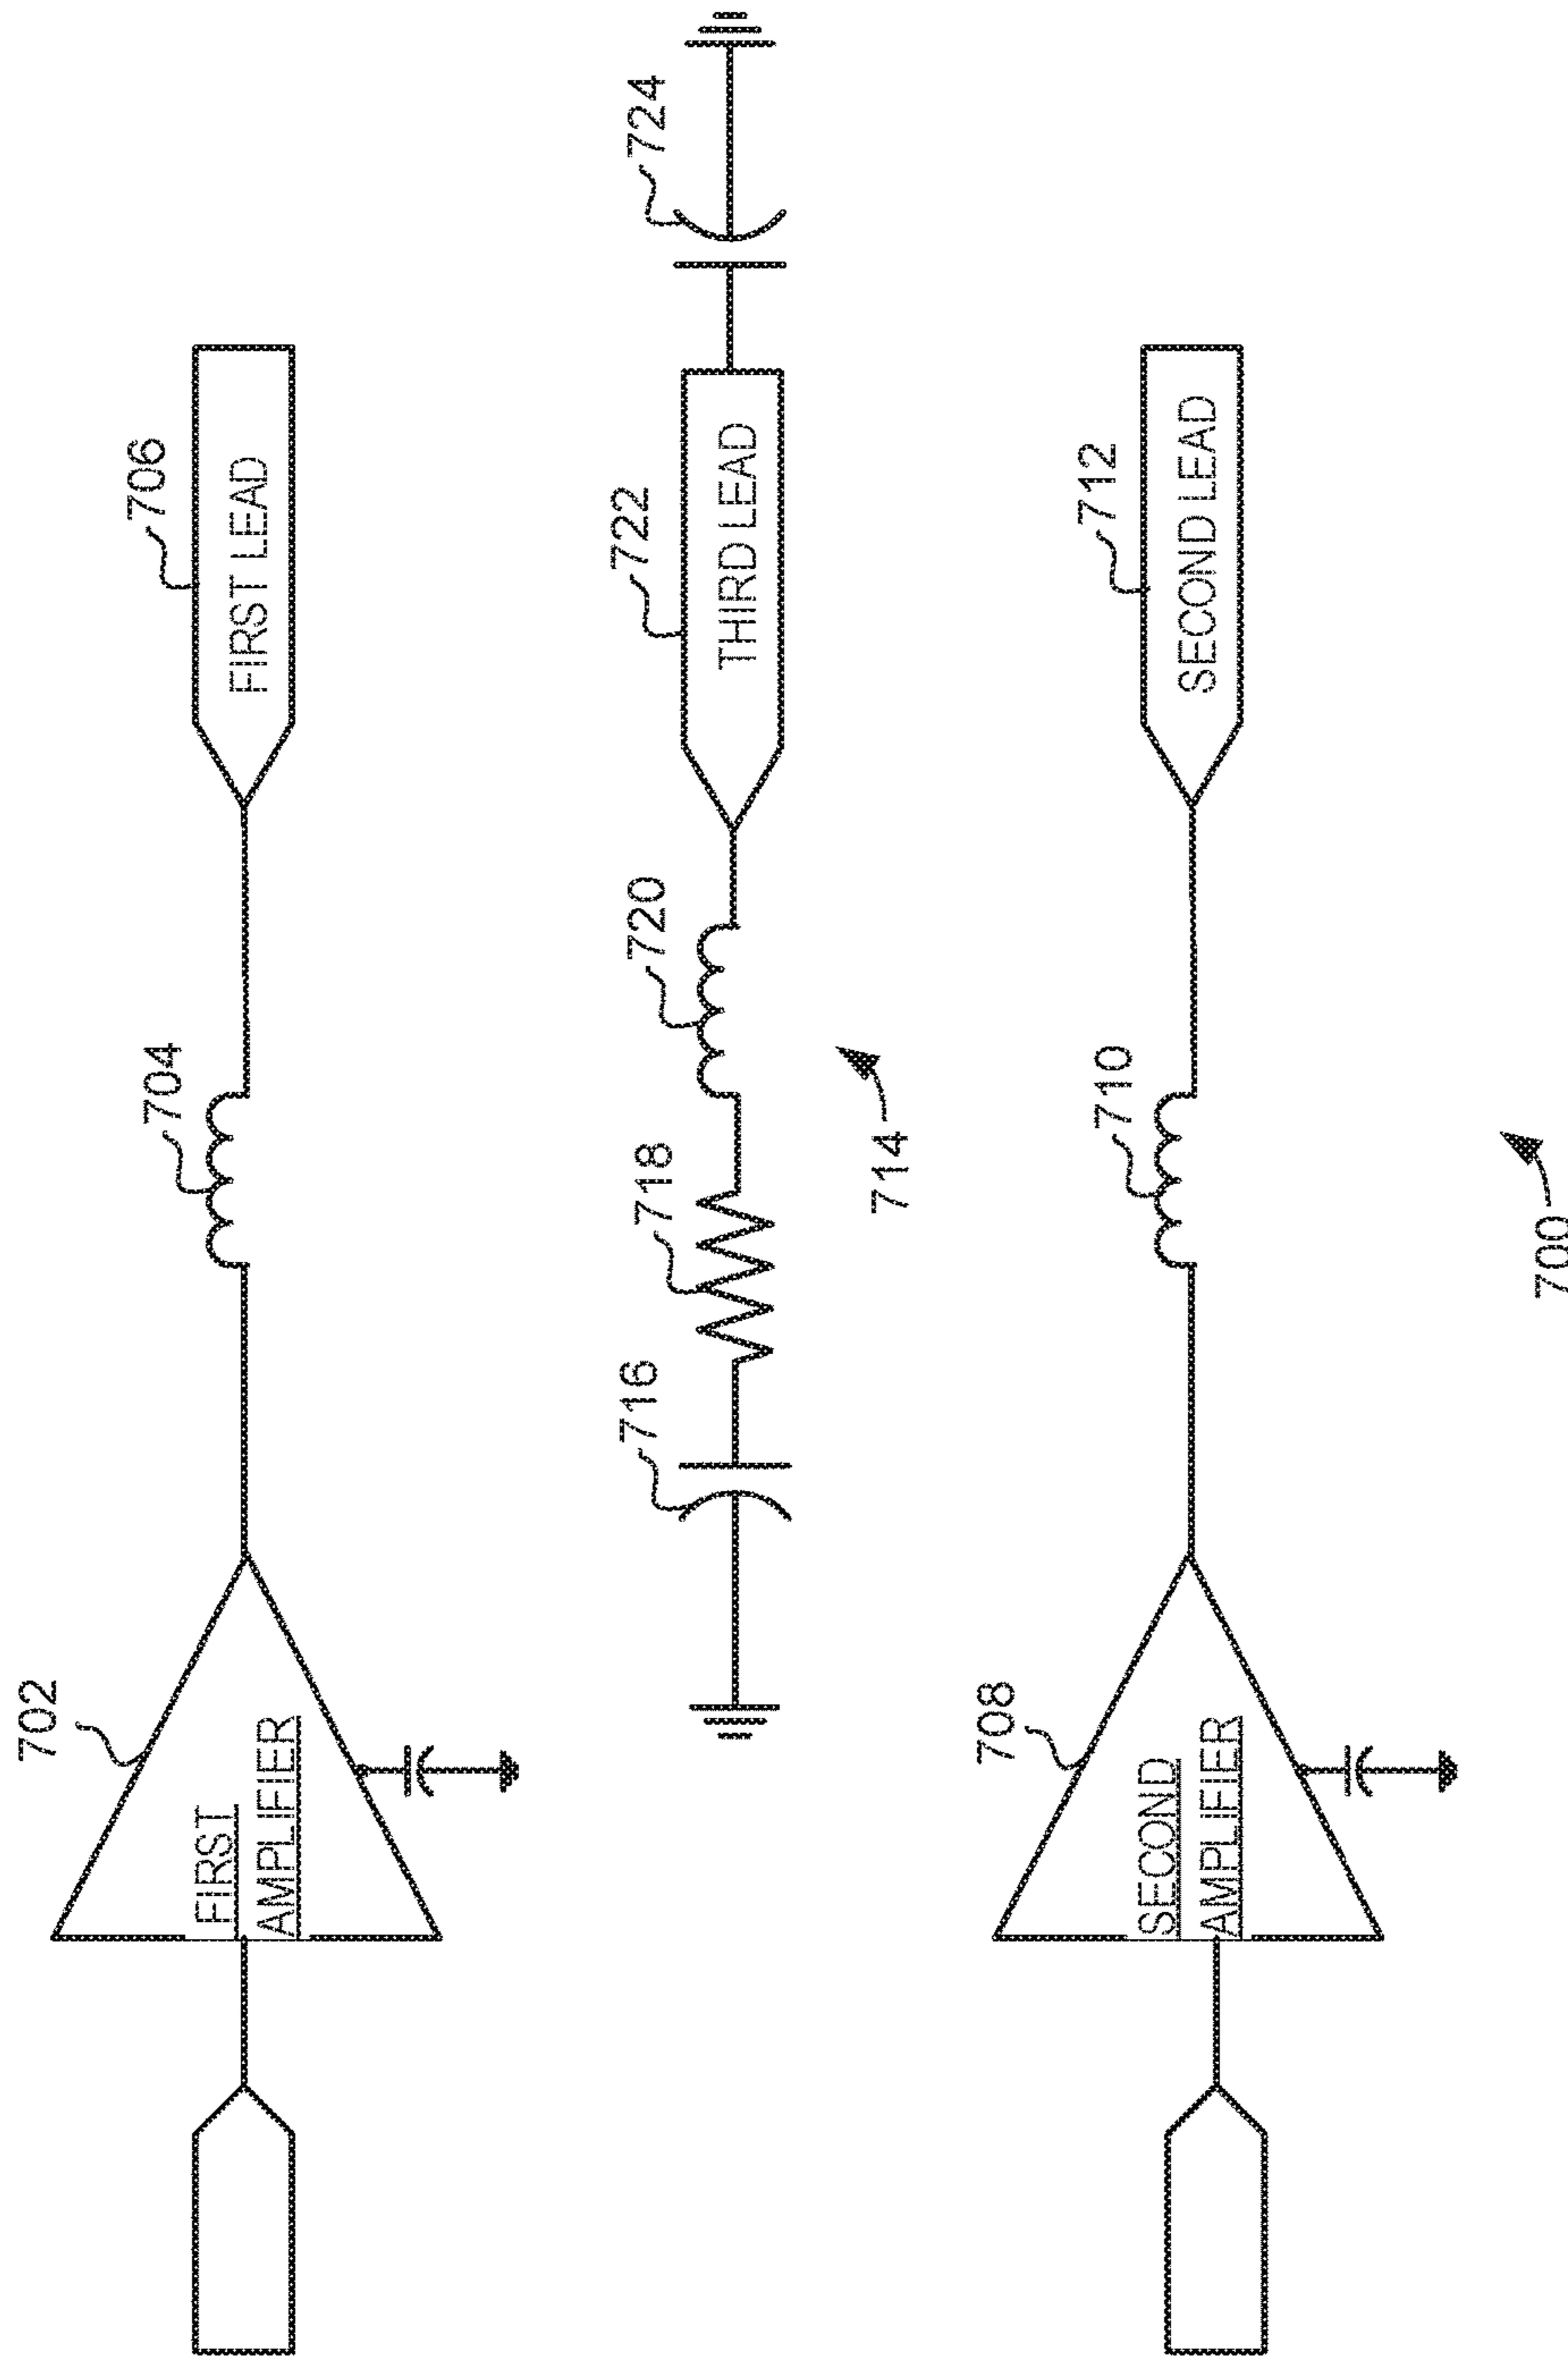 702
FIRST
AMPLIFIER
704
706
FIRST LEAD
716
718
720
714
722
THIRD LEAD
724
708
SECOND
AMPLIFIER
710
712
SECOND LEAD
700